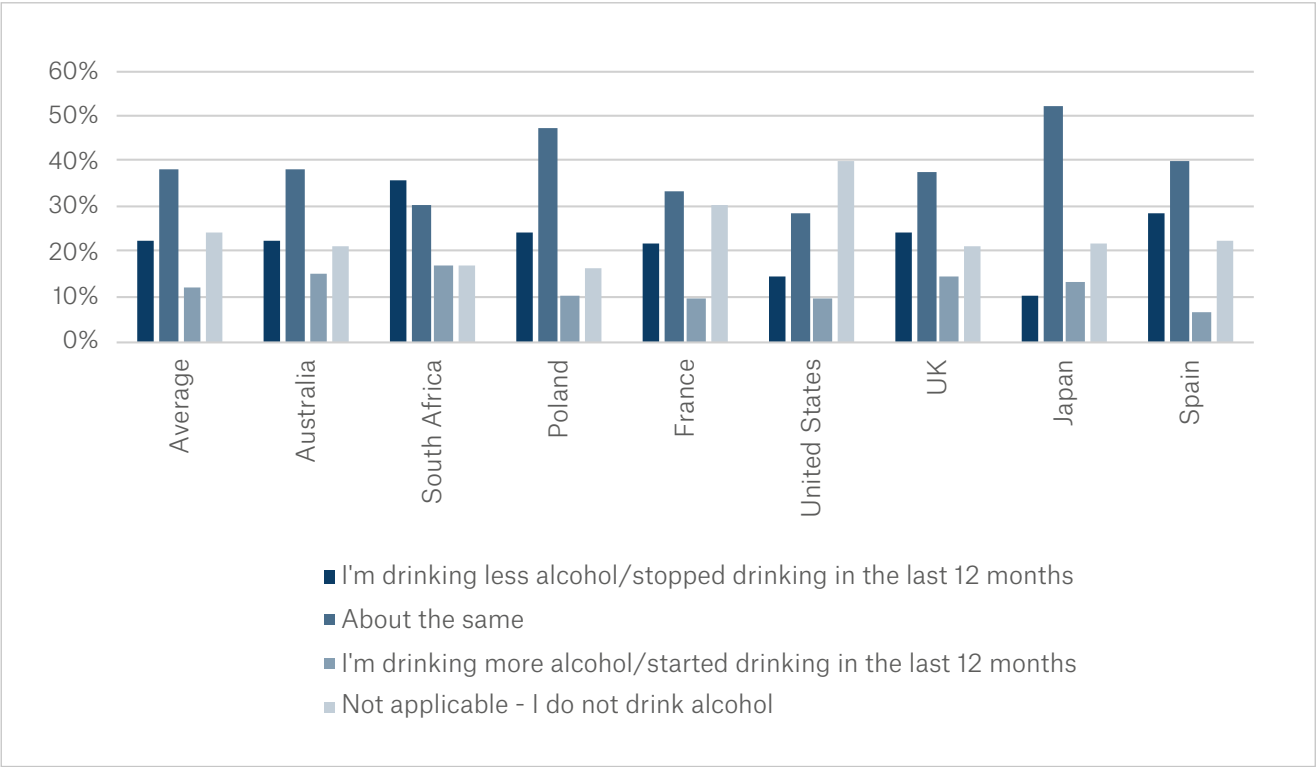 60%
50%
40%
30%
20%
10%
0%
Average
Australia
South Africa
Poland
France
United States
UK
Japan
Spain
I'm drinking less alcohol/stopped drinking in the last 12 months
About the same
I'm drinking more alcohol/started drinking in the last 12 months
Not applicable - I do not drink alcohol